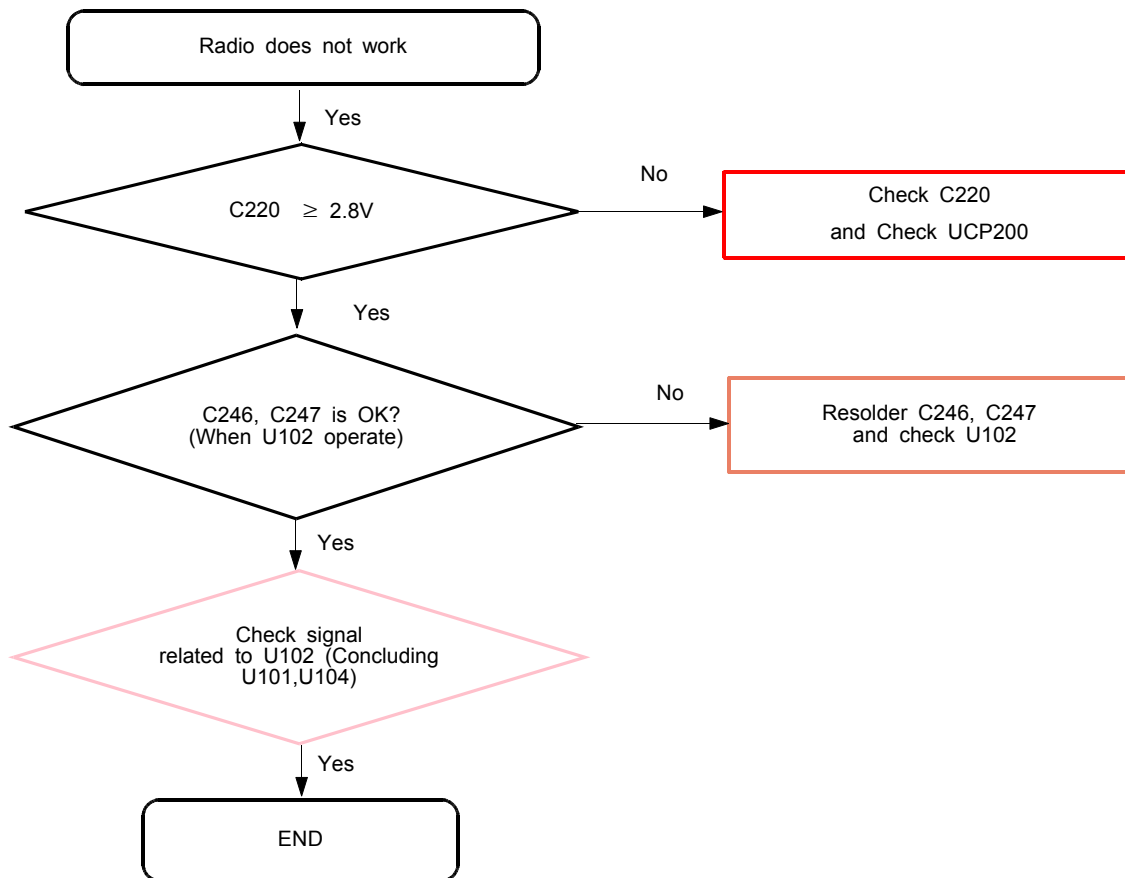 Radio does not work
Yes
C220 ≥ 2.8V
No
Check C220
and Check UCP200
Yes
C246, C247 is OK?
(When U102 operate)
No
Resolder C246, C247
and check U102
Yes
Check signal
related to U102 (Concluding
U101,U104)
Yes
END